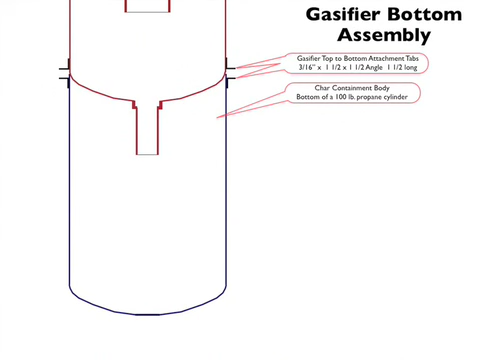 Gasifier Bottom
Assembly
Gasifier Top to Bottom Attachment Tabs
3/16" x 1 1/2 x 1 1/2 Angle 1 1/2 long
Char Containment Body
Bottom of a 100 lb. propane cylinder